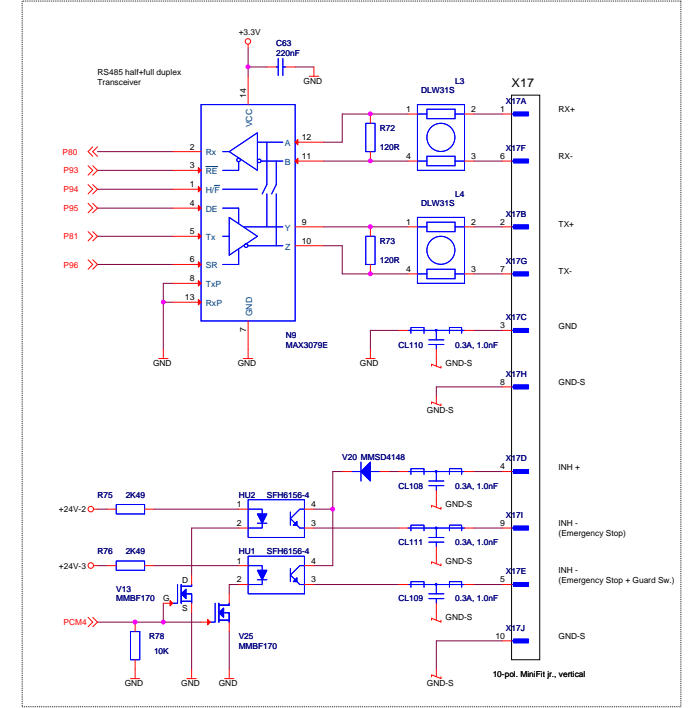 +3.3V
C63
220nF
GND
RS485 half+full duplex
Transceiver
14
VCC
L3
DLW31S
X17
X17A
1
2
1
RX+
R72
120R
12
A
11
B
4
3
X17F
6
RX-
P80
2
Rx
P93
3
RE
P94
1
H/F
P95
4
DE
P81
5
Tx
P96
6
SR
8
TxP
13
RxP
L4
DLW31S
9
Y
10
Z
R73
120R
1
2
X17B
2
TX+
4
3
X17G
7
TX-
GND
7
N9
MAX3079E
GND
GND
GND
X17C
3
GND
CL110
0.3A, 1.0nF
GND-S
X17H
8
GND-S
GND-S
V20 MMSD4148
X17D
4
INH +
CL108
0.3A, 1.0nF
GND-S
R75
2K49
HU2
SFH6156-4
+24V-2
1
4
2
3
X17I
9
INH -
(Emergency Stop)
CL111
0.3A, 1.0nF
GND-S
R76
2K49
HU1
SFH6156-4
+24V-3
1
4
2
3
X17E
5
INH -
(Emergency Stop + Guard Sw.)
CL109
0.3A, 1.0nF
GND-S
V13
MMBF170
D
G
S
PCM4
R78
10K
V25
MMBF170
X17J
10
GND-S
GND
GND
GND
GND-S
10-pol. MiniFit jr., vertical